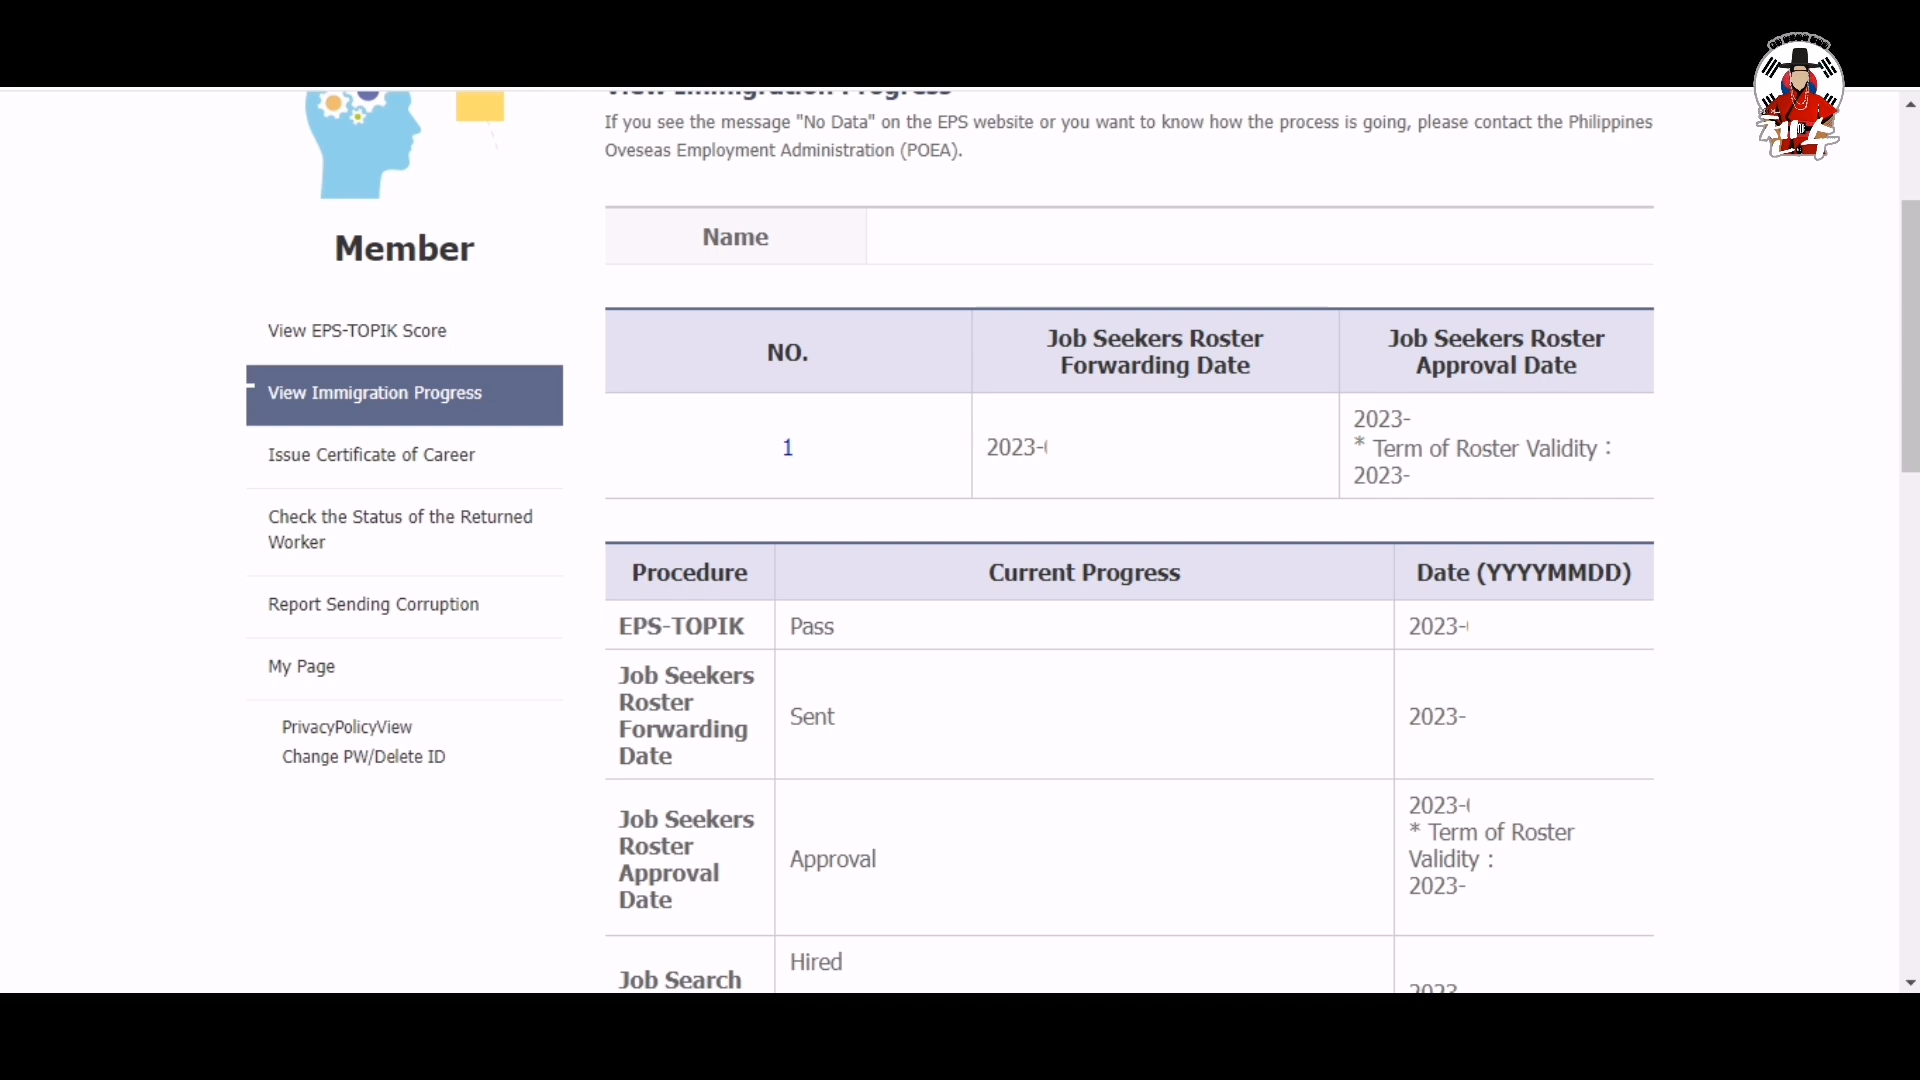 View Immigration Progress
If you see the message "No Data" on the EPS website or you want to know how the process is going, please contact the Philippines
Oveseas Employment Administration (POEA).
Member
View EPS-TOPIK Score
View Immigration Progress
Issue Certificate of Career
Check the Status of the Returned
Worker
Report Sending Corruption
My Page
PrivacyPolicyView
Change PW/Delete ID
Name
NO.
Job Seekers Roster
Forwarding Date
Job Seekers Roster
Approval Date
1
2023-
2023-
* Term of Roster Validity :
2023-
Procedure
Current Progress
Date (YYYYMMDD)
EPS-TOPIK
Pass
2023-
Job Seekers
Roster
Forwarding
Date
Sent
2023-
Job Seekers
Roster
Approval
Date
Approval
2023-
* Term of Roster
Validity :
2023-
Job Search
Hired